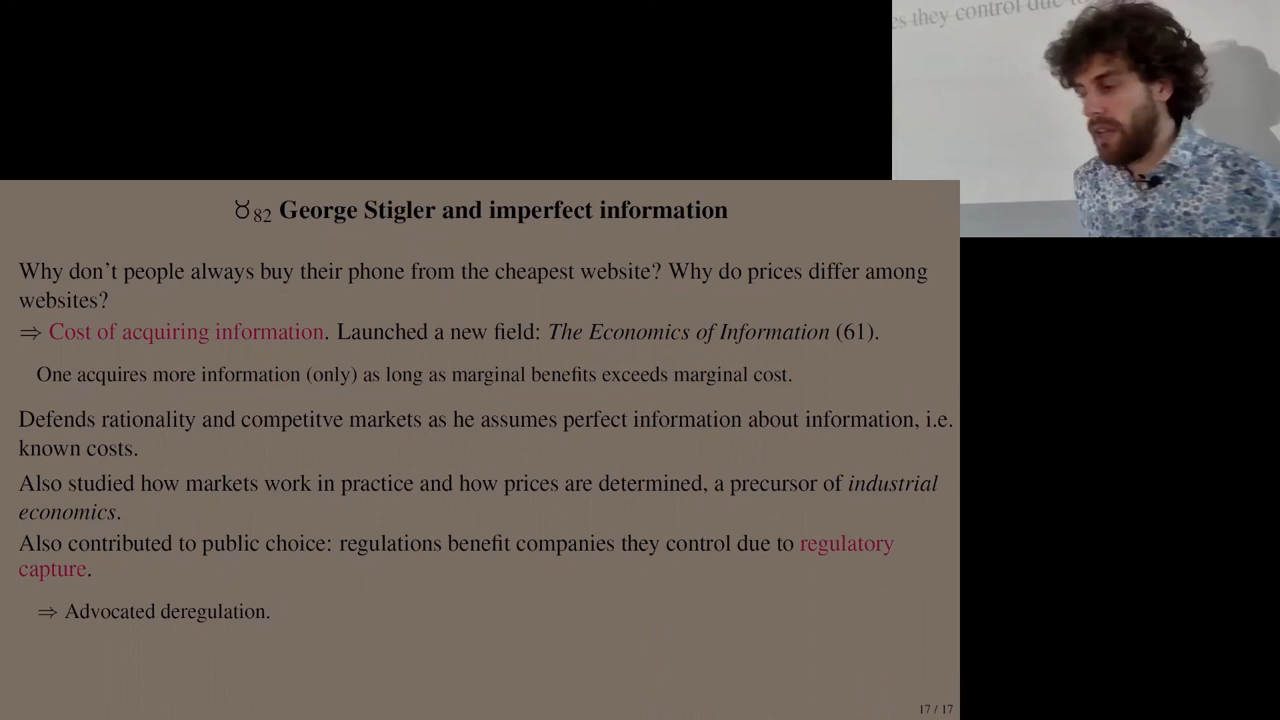 es they control due to
♉82 George Stigler and imperfect information
Why don't people always buy their phone from the cheapest website? Why do prices differ among
websites?
⇒ Cost of acquiring information. Launched a new field: The Economics of Information (61).
One acquires more information (only) as long as marginal benefits exceeds marginal cost.
Defends rationality and competitve markets as he assumes perfect information about information, i.e.
known costs.
Also studied how markets work in practice and how prices are determined, a precursor of industrial
economics.
Also contributed to public choice: regulations benefit companies they control due to regulatory
capture.
⇒ Advocated deregulation.
17 / 17